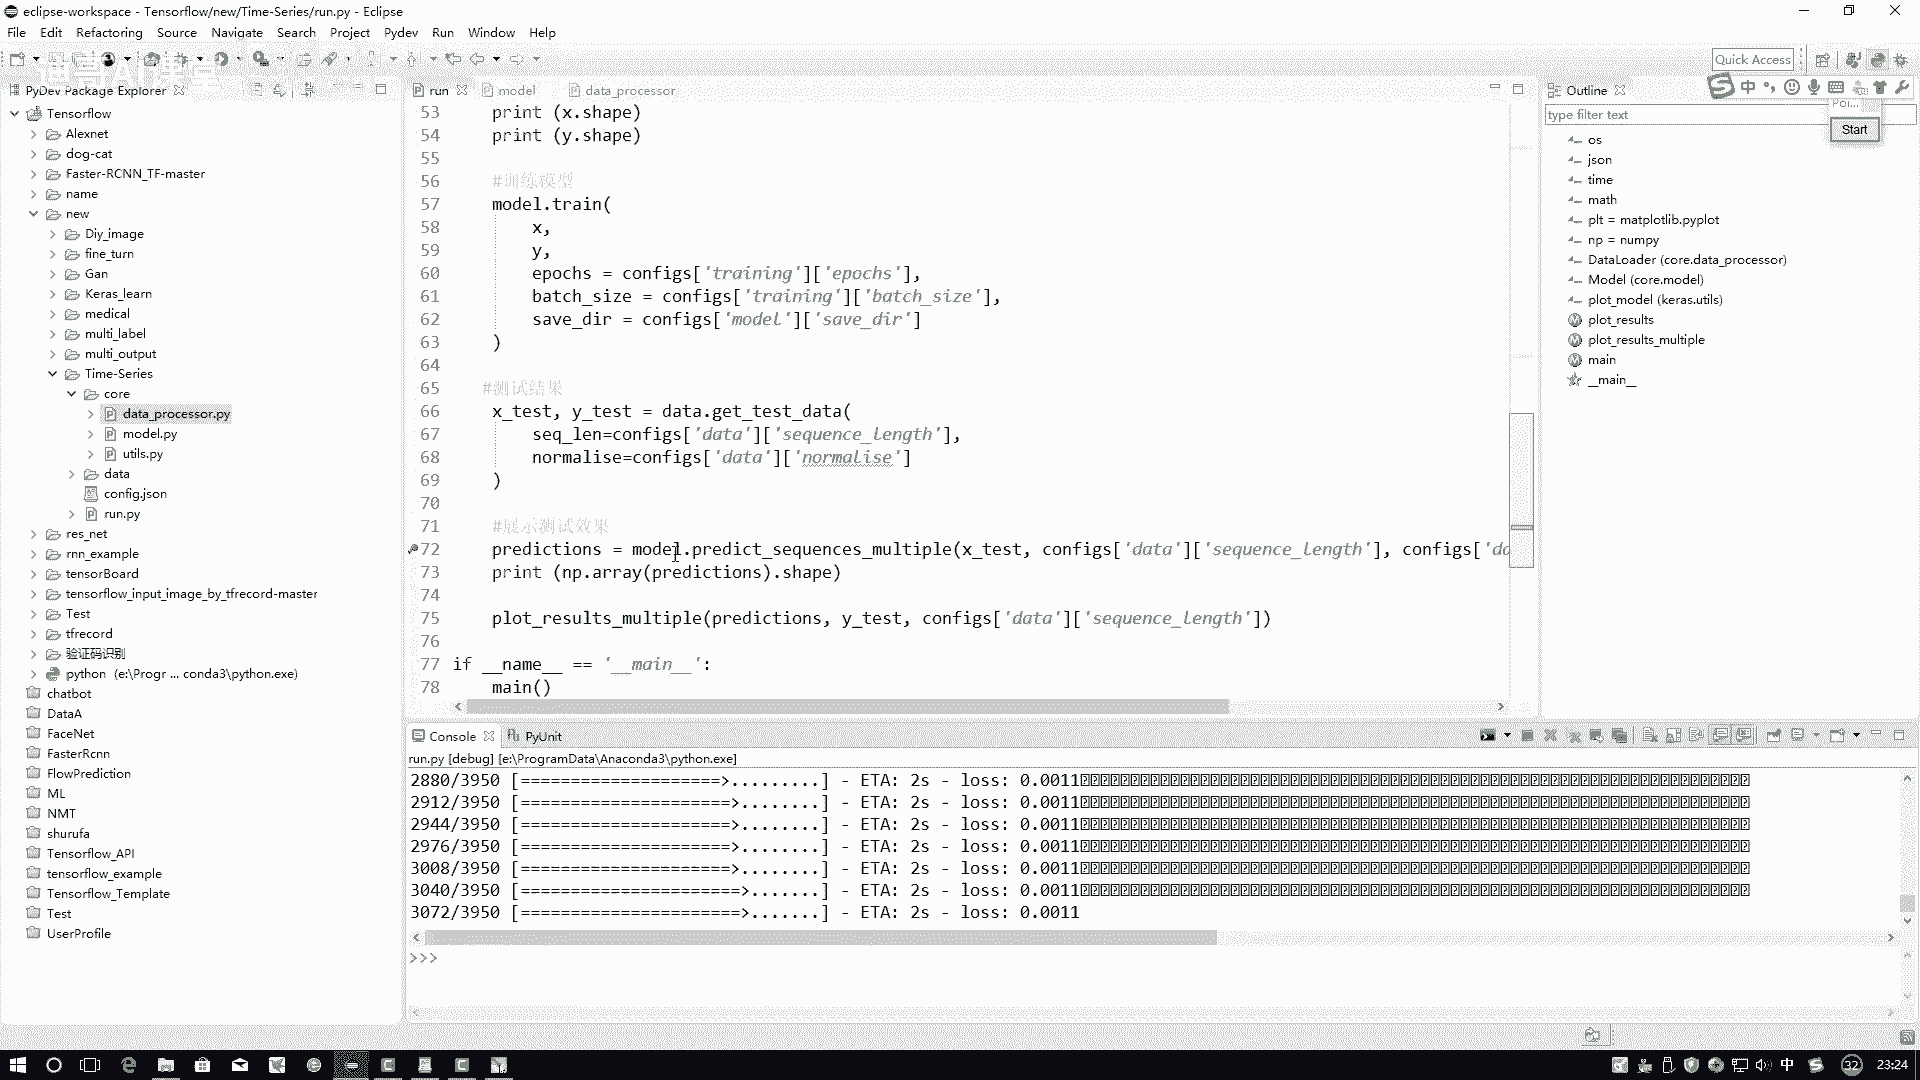 eclipse-workspace - Tensorflow/new/Time-Series/run.py - Eclipse
File Edit Refactoring Source Navigate Search Project Pydev Run Window Help
Quick Access
迪哥AI课堂
PyDev Package Explorer
run model data_processor
Outline
中
type filter text
Start
Tensorflow
Alexnet
dog-cat
Faster-RCNN_TF-master
name
new
Diy_image
fine_turn
Gan
Keras_learn
medical
multi_label
multi_output
Time-Series
core
data_processor.py
model.py
utils.py
data
config.json
run.py
res_net
rnn_example
tensorBoard
tensorflow_input_image_by_tfrecord-master
Test
tfrecord
验证码识别
python (e:\Progr ... conda3\python.exe)
chatbot
DataA
FaceNet
FasterRcnn
FlowPrediction
ML
NMT
shurufa
Tensorflow_API
tensorflow_example
Tensorflow_Template
Test
UserProfile
53 print (x.shape)
54 print (y.shape)
55
56 #训练模型
57 model.train(
58 x,
59 y,
60 epochs = configs['training']['epochs'],
61 batch_size = configs['training']['batch_size'],
62 save_dir = configs['model']['save_dir']
63 )
64
65 #测试结果
66 x_test, y_test = data.get_test_data(
67 seq_len=configs['data']['sequence_length'],
68 normalise=configs['data']['normalise']
69 )
70
71 #展示测试效果
72 predictions = model.predict_sequences_multiple(x_test, configs['data']['sequence_length'], configs['da
73 print (np.array(predictions).shape)
74
75 plot_results_multiple(predictions, y_test, configs['data']['sequence_length'])
76
77 if __name__ == '__main__':
78 main()
os
json
time
math
plt = matplotlib.pyplot
np = numpy
DataLoader (core.data_processor)
Model (core.model)
plot_model (keras.utils)
plot_results
plot_results_multiple
main
__main__
Console PyUnit
run.py [debug] [e:\ProgramData\Anaconda3\python.exe]
2880/3950 [=====================>.........] - ETA: 2s - loss: 0.0011
2912/3950 [======================>........] - ETA: 2s - loss: 0.0011
2944/3950 [======================>........] - ETA: 2s - loss: 0.0011
2976/3950 [======================>........] - ETA: 2s - loss: 0.0011
3008/3950 [======================>........] - ETA: 2s - loss: 0.0011
3040/3950 [=======================>.......] - ETA: 2s - loss: 0.0011
3072/3950 [=======================>.......] - ETA: 2s - loss: 0.0011
>>>
中 32 23:24